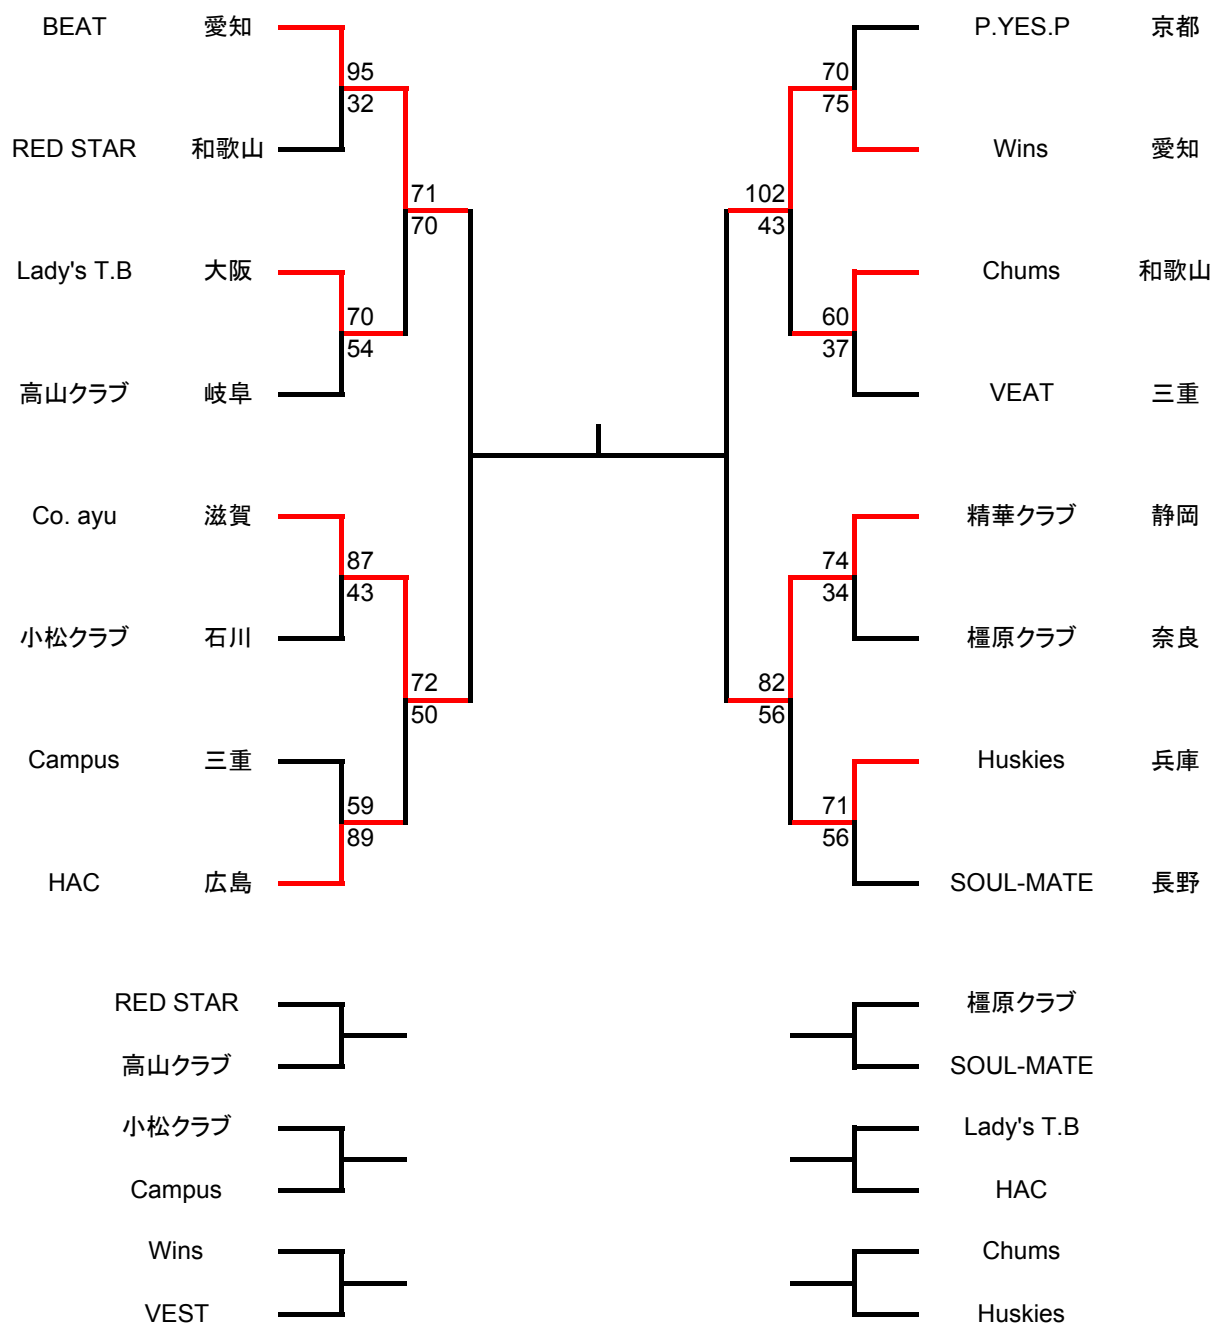 BEAT 愛知
95
32
RED STAR 和歌山
71
70
Lady's T.B 大阪
70
54
高山クラブ 岐阜
Co. ayu 滋賀
87
43
小松クラブ 石川
72
50
Campus 三重
59
89
HAC 広島
P.YES.P 京都
70
75
Wins 愛知
102
43
Chums 和歌山
60
37
VEAT 三重
精華クラブ 静岡
74
34
橿原クラブ 奈良
82
56
Huskies 兵庫
71
56
SOUL-MATE 長野
RED STAR
高山クラブ
小松クラブ
Campus
Wins
VEST
橿原クラブ
SOUL-MATE
Lady's T.B
HAC
Chums
Huskies